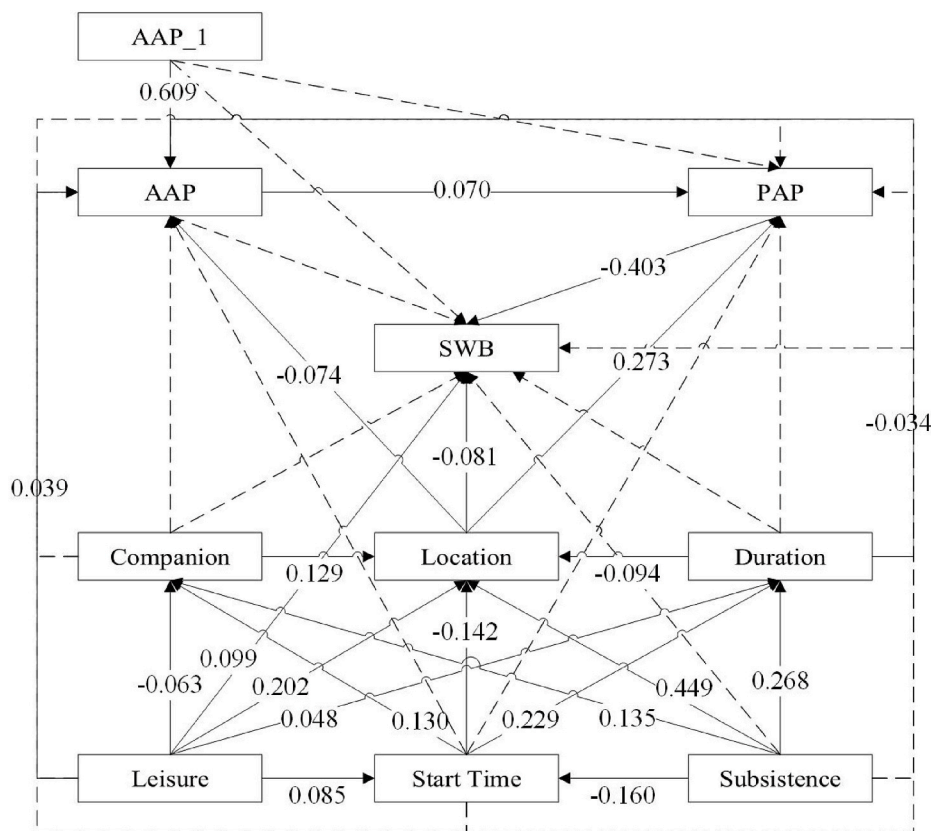 AAP_1
0.609
AAP
0.070
PAP
-0.403
SWB
-0.074
0.273
-0.034
-0.081
0.039
Companion
0.129
Location
-0.094
Duration
-0.142
0.099
-0.063
0.202
0.449
0.268
0.048
0.130
0.229
0.135
Leisure
0.085
Start Time
-0.160
Subsistence